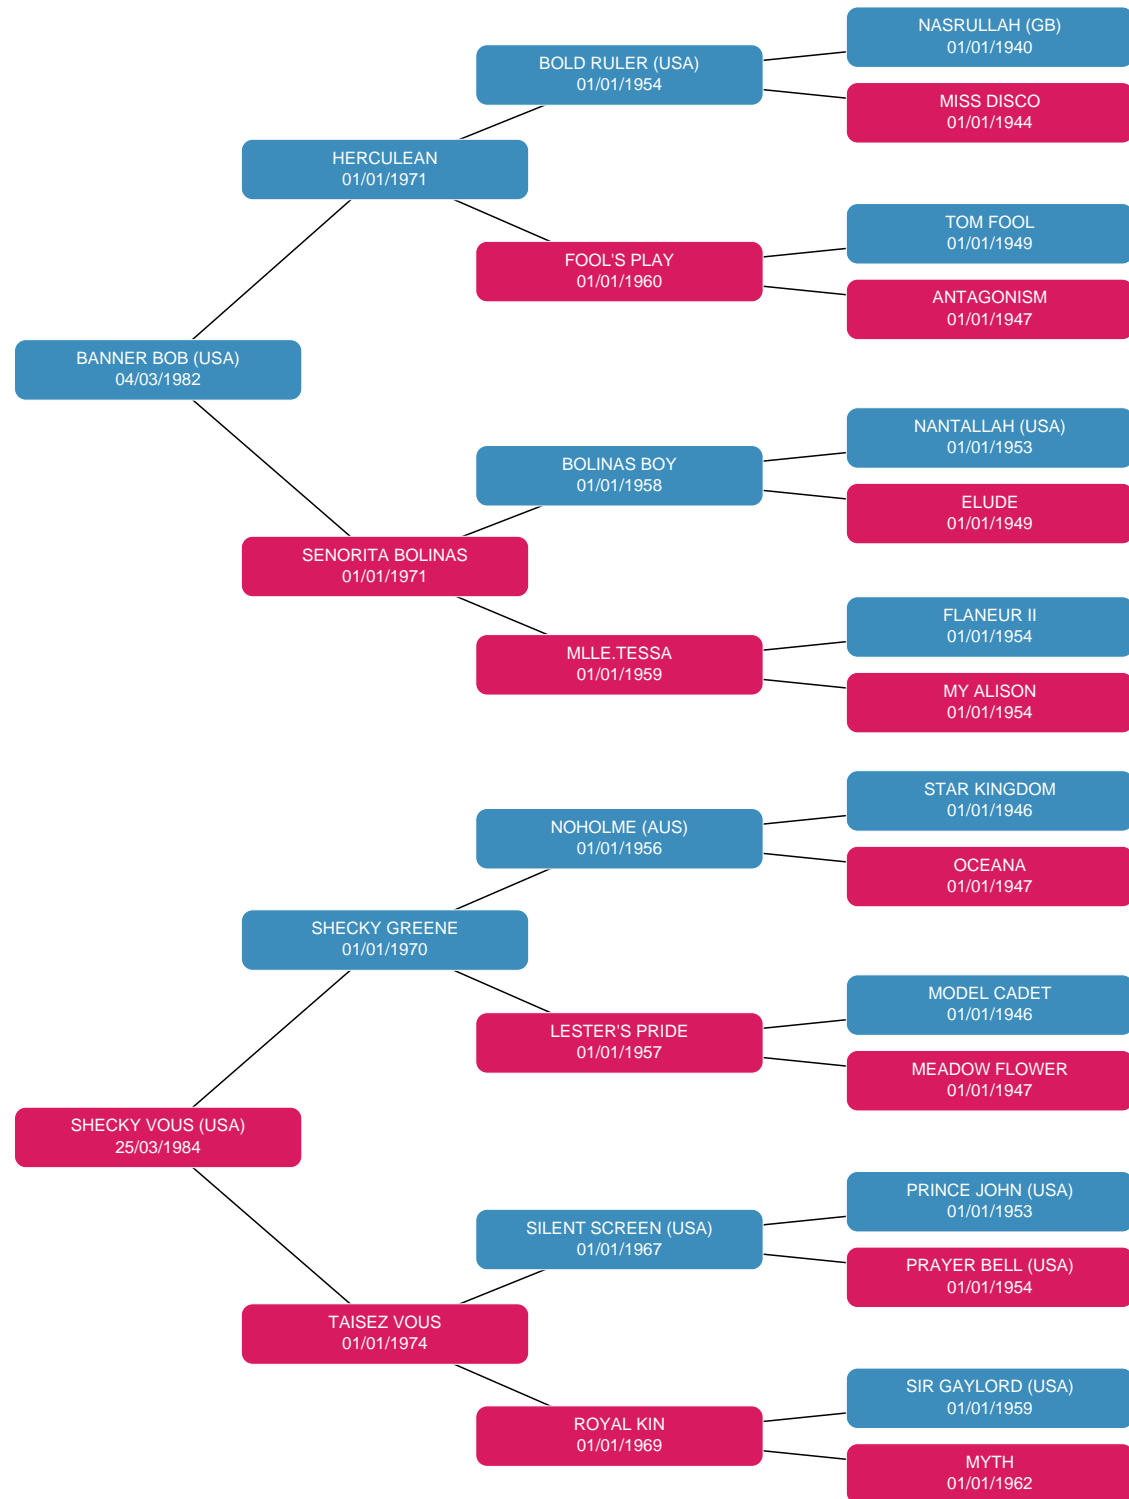 NASRULLAH (GB)
01/01/1940
BOLD RULER (USA)
01/01/1954
MISS DISCO
01/01/1944
HERCULEAN
01/01/1971
TOM FOOL
01/01/1949
FOOL'S PLAY
01/01/1960
ANTAGONISM
01/01/1947
BANNER BOB (USA)
04/03/1982
NANTALLAH (USA)
01/01/1953
BOLINAS BOY
01/01/1958
ELUDE
01/01/1949
SENORITA BOLINAS
01/01/1971
FLANEUR II
01/01/1954
MLLE.TESSA
01/01/1959
MY ALISON
01/01/1954
STAR KINGDOM
01/01/1946
NOHOLME (AUS)
01/01/1956
OCEANA
01/01/1947
SHECKY GREENE
01/01/1970
MODEL CADET
01/01/1946
LESTER'S PRIDE
01/01/1957
MEADOW FLOWER
01/01/1947
SHECKY VOUS (USA)
25/03/1984
PRINCE JOHN (USA)
01/01/1953
SILENT SCREEN (USA)
01/01/1967
PRAYER BELL (USA)
01/01/1954
TAISEZ VOUS
01/01/1974
SIR GAYLORD (USA)
01/01/1959
ROYAL KIN
01/01/1969
MYTH
01/01/1962